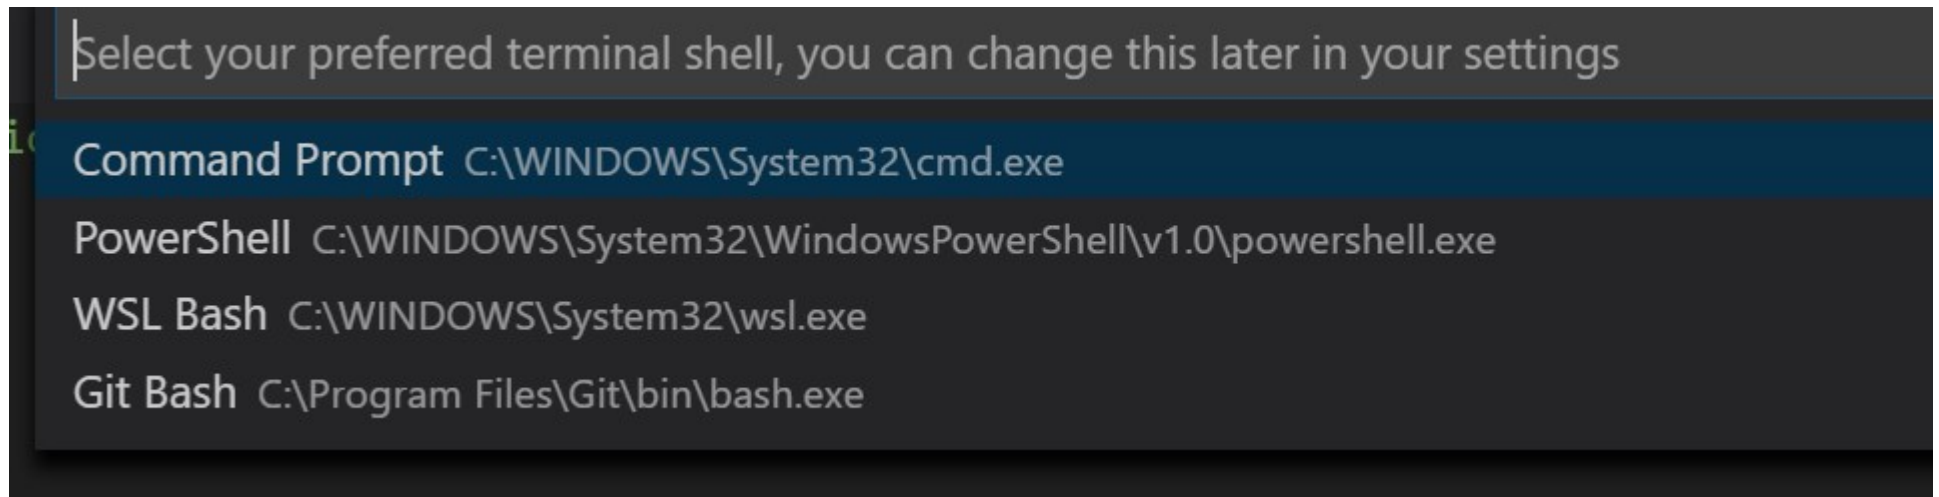 Select your preferred terminal shell, you can change this later in your settings
Command Prompt C:\WINDOWS\System32\cmd.exe
PowerShell C:\WINDOWS\System32\WindowsPowerShell\v1.0\powershell.exe
WSL Bash C:\WINDOWS\System32\wsl.exe
Git Bash C:\Program Files\Git\bin\bash.exe